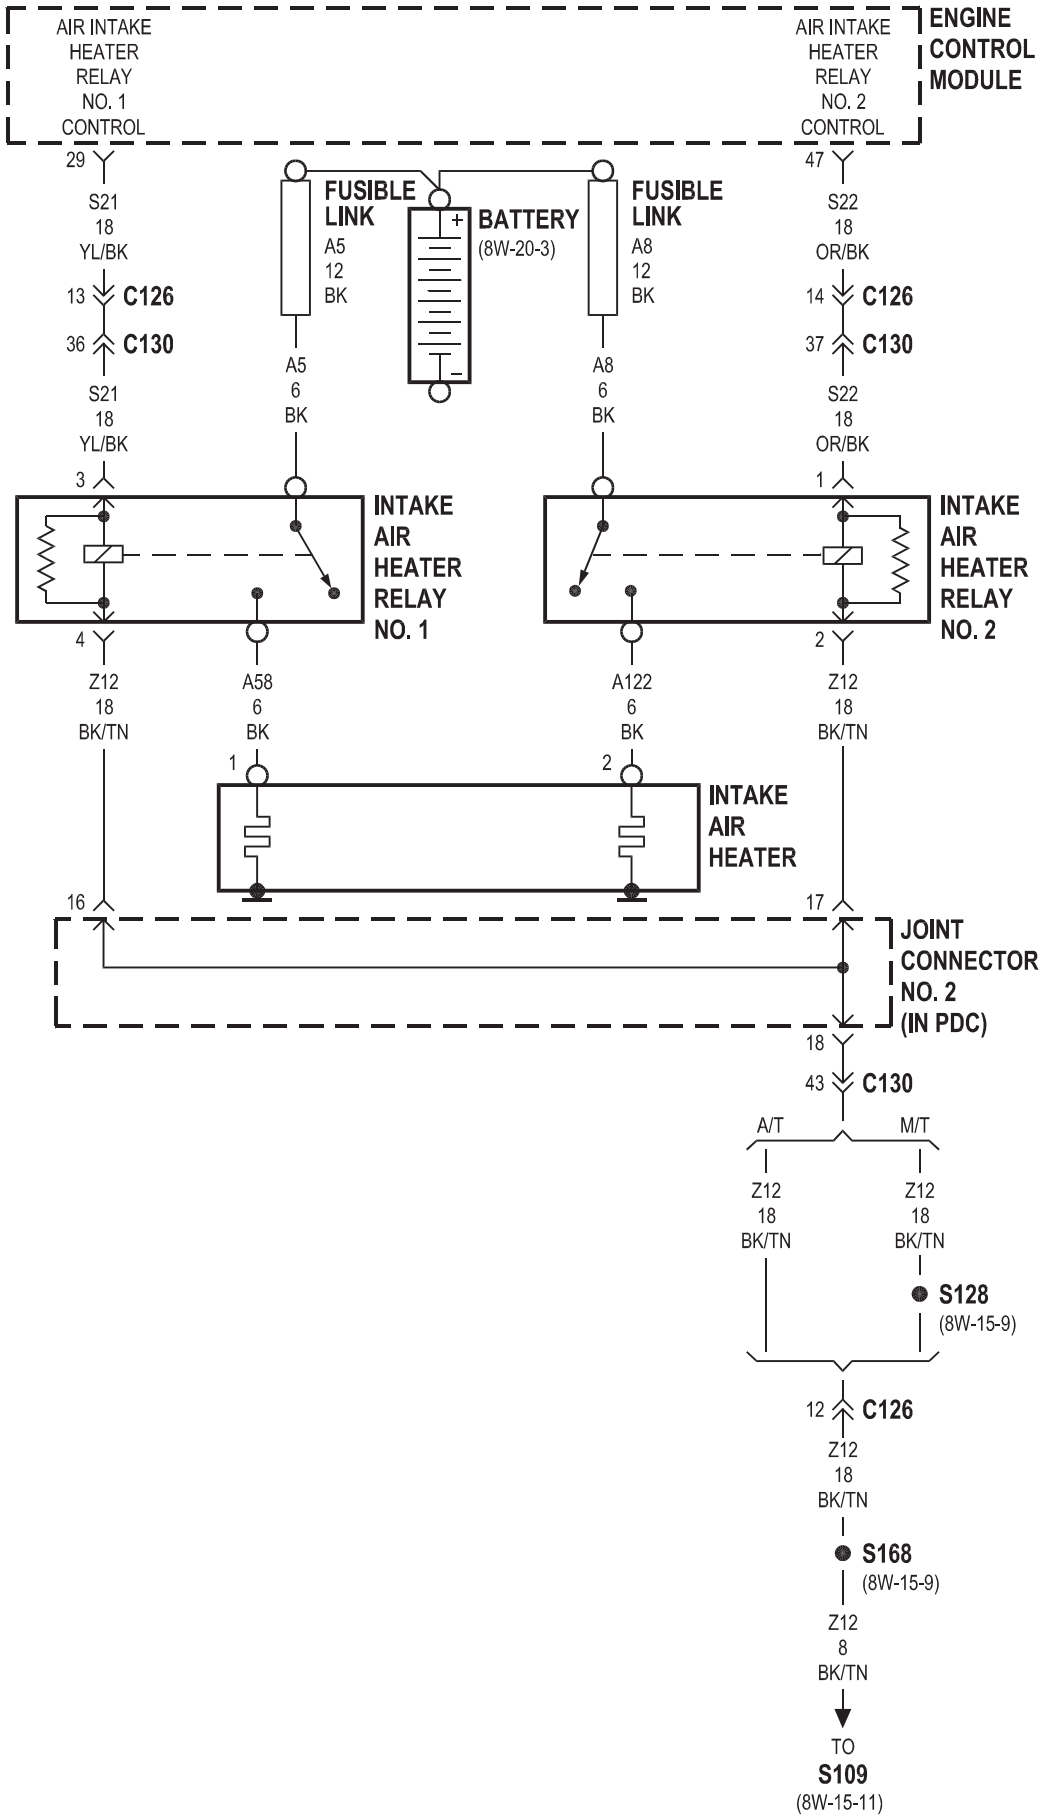 AIR INTAKE
HEATER
RELAY
NO. 1
CONTROL
AIR INTAKE
HEATER
RELAY
NO. 2
CONTROL
ENGINE
CONTROL
MODULE
29
S21
18
YL/BK
13
C126
36
C130
S21
18
YL/BK
3
FUSIBLE
LINK
A5
12
BK
A5
6
BK
+
−
BATTERY
(8W-20-3)
FUSIBLE
LINK
A8
12
BK
A8
6
BK
47
S22
18
OR/BK
14
C126
37
C130
S22
18
OR/BK
1
INTAKE
AIR
HEATER
RELAY
NO. 1
INTAKE
AIR
HEATER
RELAY
NO. 2
4
Z12
18
BK/TN
A58
6
BK
1
A122
6
BK
2
2
Z12
18
BK/TN
INTAKE
AIR
HEATER
16
17
JOINT
CONNECTOR
NO. 2
(IN PDC)
18
43
C130
A/T
M/T
Z12
18
BK/TN
Z12
18
BK/TN
S128
(8W-15-9)
12
C126
Z12
18
BK/TN
S168
(8W-15-9)
Z12
8
BK/TN
TO
S109
(8W-15-11)